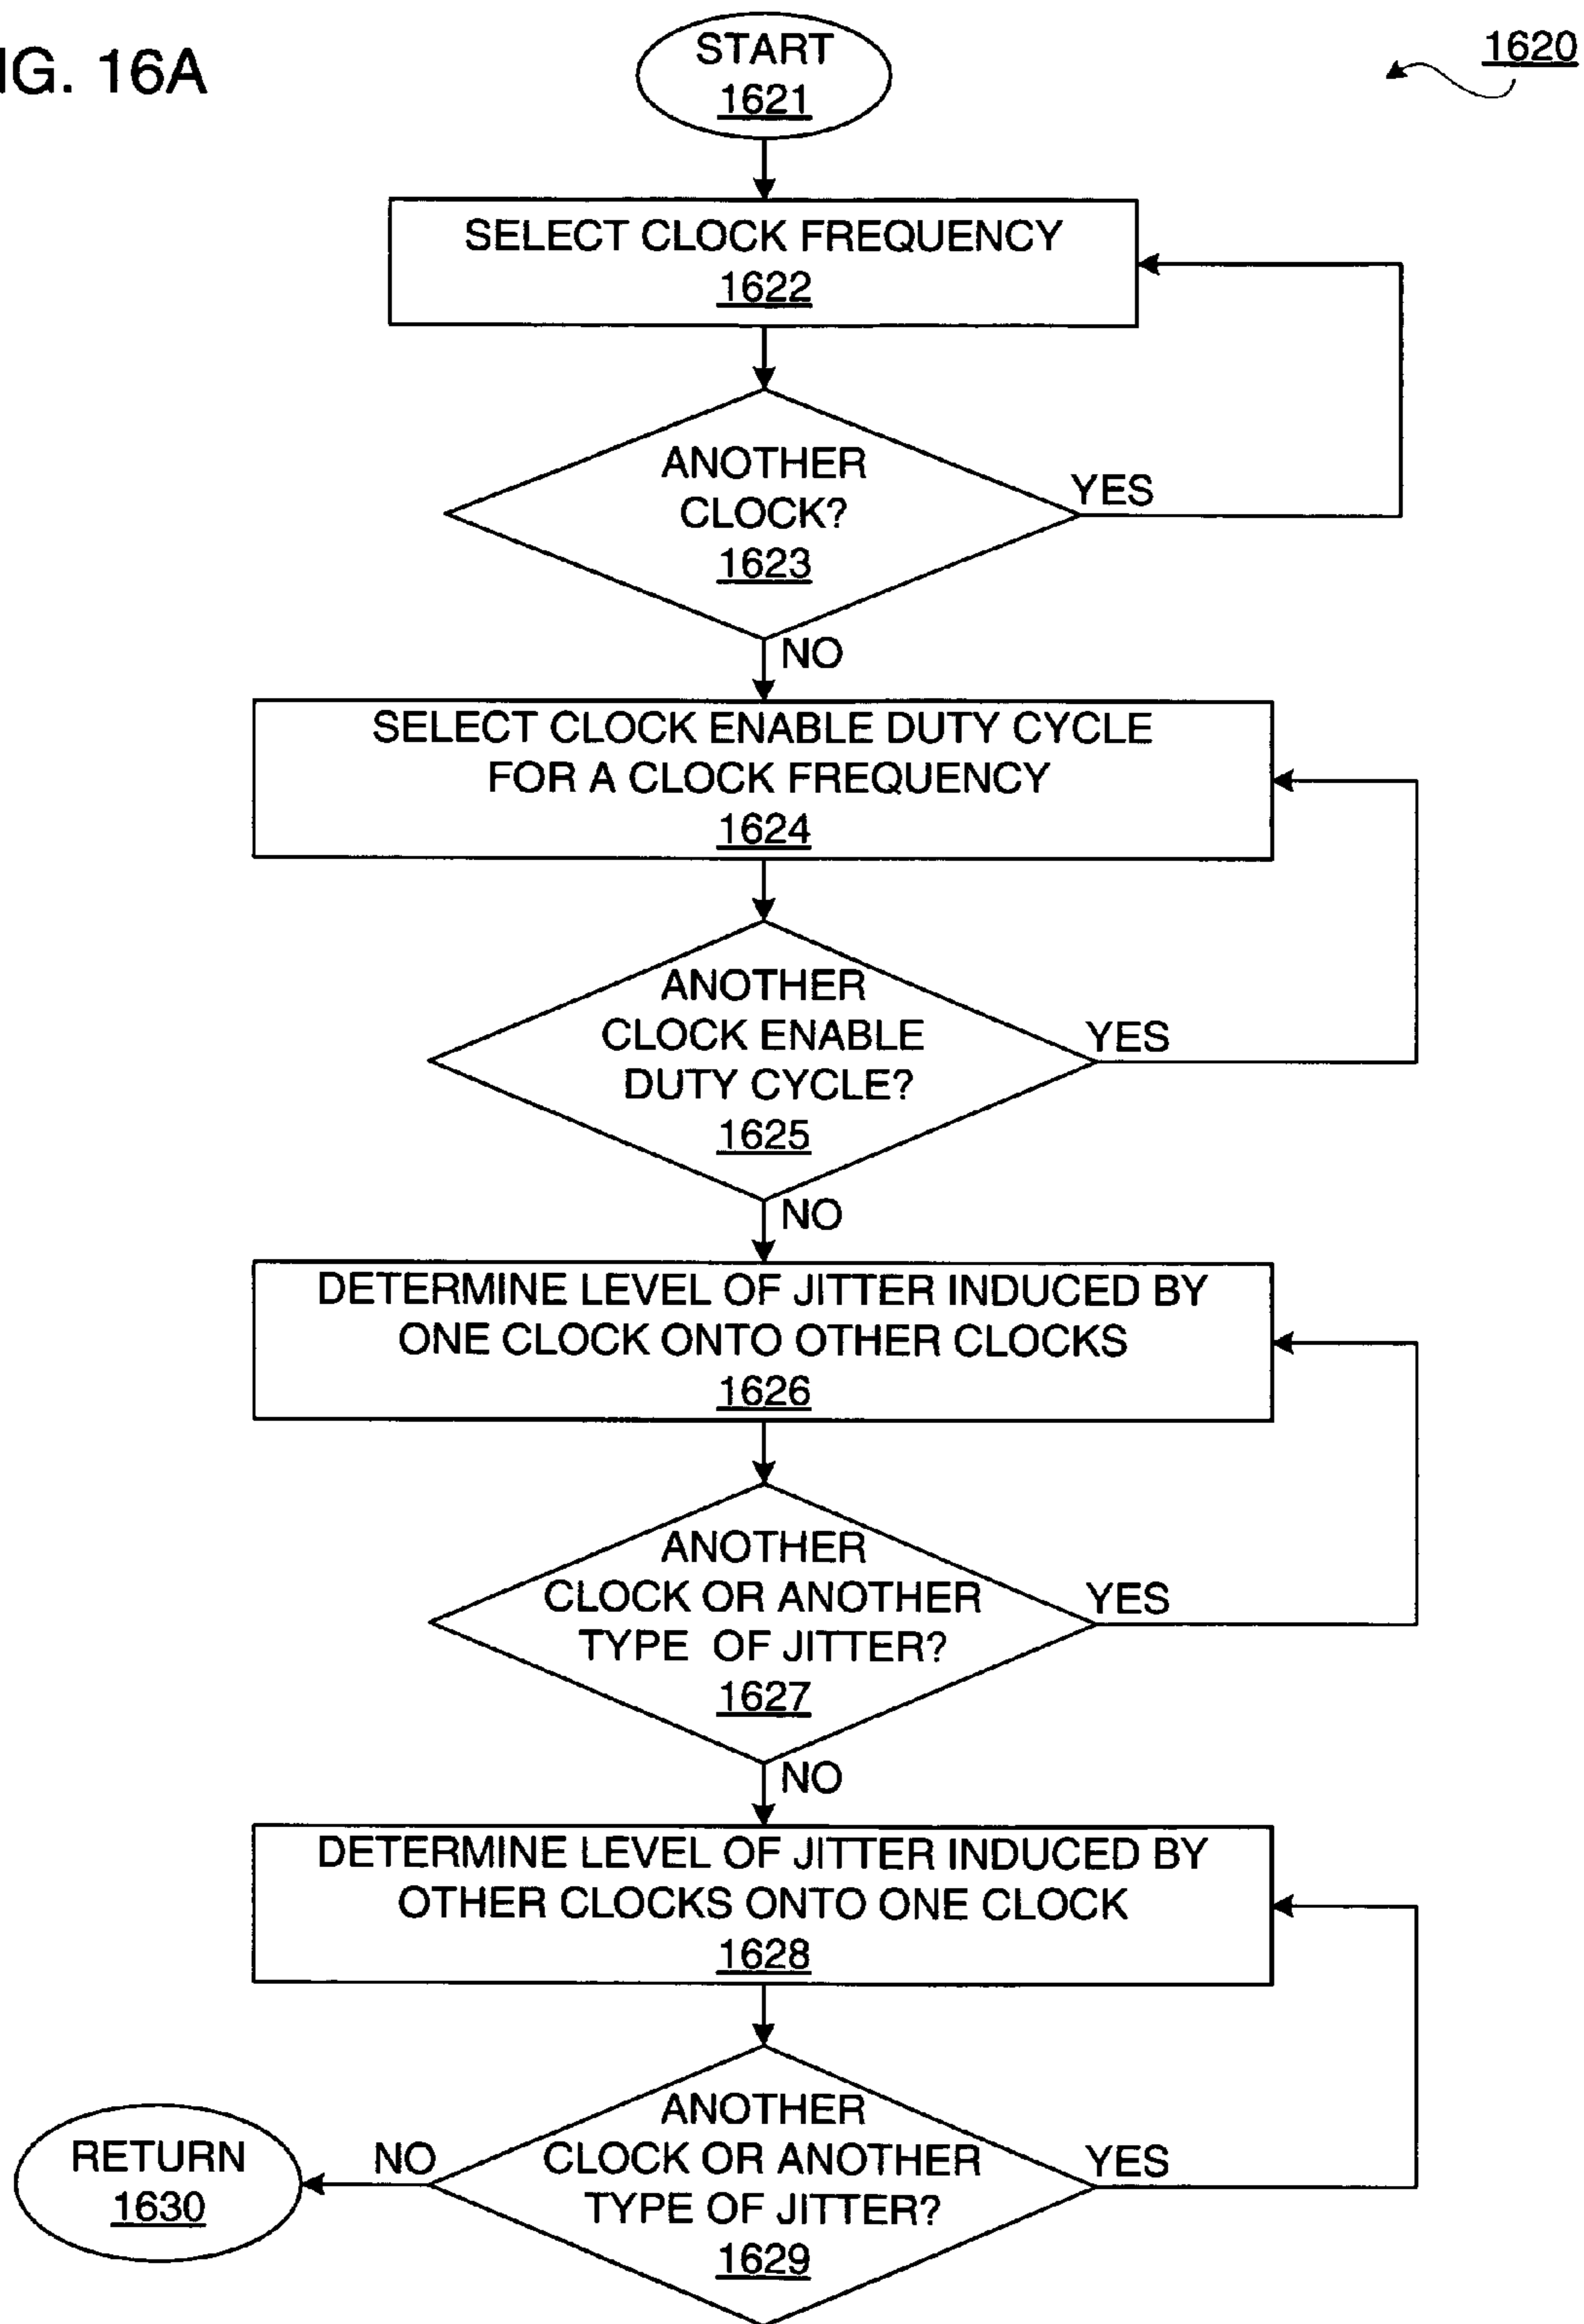 IG. 16A
1620
START
1621
SELECT CLOCK FREQUENCY
1622
ANOTHER
CLOCK?
1623
YES
NO
SELECT CLOCK ENABLE DUTY CYCLE
FOR A CLOCK FREQUENCY
1624
ANOTHER
CLOCK ENABLE
DUTY CYCLE?
1625
YES
NO
DETERMINE LEVEL OF JITTER INDUCED BY
ONE CLOCK ONTO OTHER CLOCKS
1626
ANOTHER
CLOCK OR ANOTHER
TYPE OF JITTER?
1627
YES
NO
DETERMINE LEVEL OF JITTER INDUCED BY
OTHER CLOCKS ONTO ONE CLOCK
1628
ANOTHER
CLOCK OR ANOTHER
TYPE OF JITTER?
1629
YES
NO
RETURN
1630